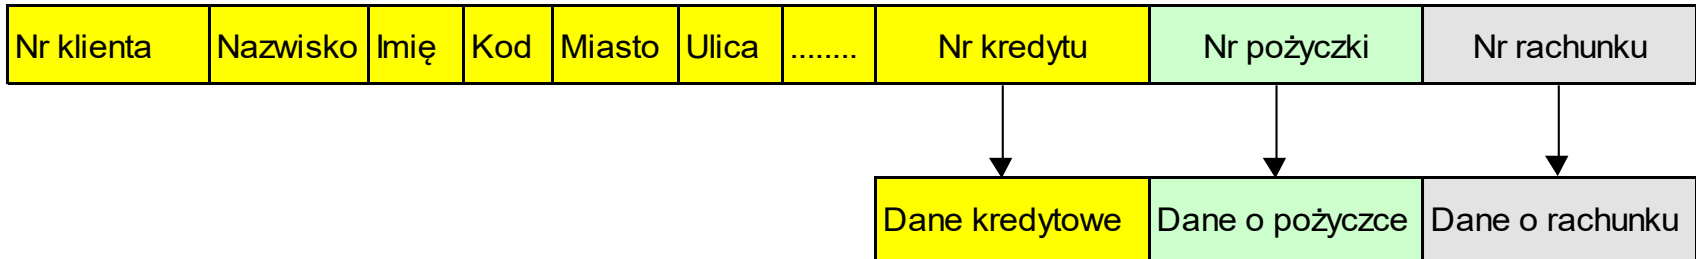 Nr klienta Nazwisko Imię Kod Miasto Ulica ........ Nr kredytu Nr pożyczki Nr rachunku
Dane kredytowe Dane o pożyczce Dane o rachunku